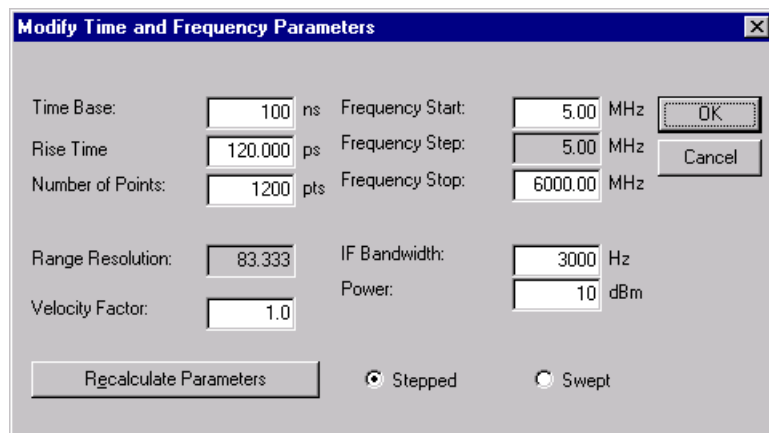 Modify Time and Frequency Parameters
Time Base: 100 ns Frequency Start: 5.00 MHz OK
Rise Time 120.000 ps Frequency Step: 5.00 MHz Cancel
Number of Points: 1200 pts Frequency Stop: 6000.00 MHz
Range Resolution: 83.333 IF Bandwidth: 3000 Hz
Velocity Factor: 1.0 Power: 10 dBm
Recalculate Parameters Stepped Swept